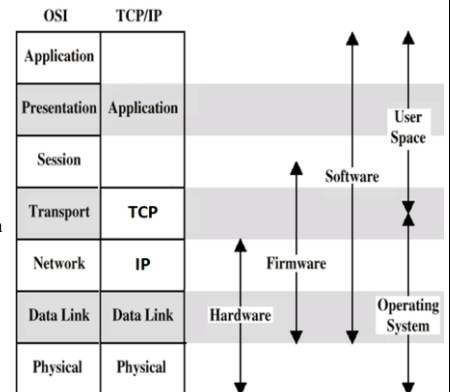 OSI TCP/IP
Application
Presentation Application
User
Space
Session
Software
Transport TCP
Network IP
Firmware
Data Link Data Link Hardware
Operating
System
Physical Physical